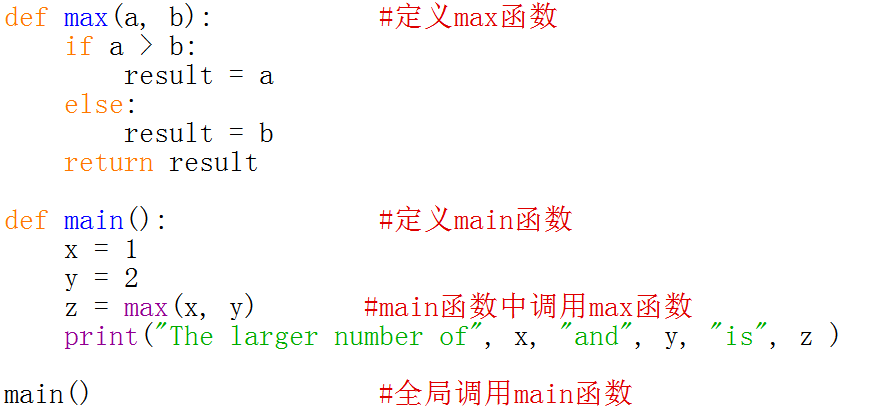 def max(a, b):           #定义max函数
    if a > b:
        result = a
    else:
        result = b
    return result
def main():              #定义main函数
    x = 1
    y = 2
    z = max(x, y)       #main函数中调用max函数
    print("The larger number of", x, "and", y, "is", z )
main()                   #全局调用main函数